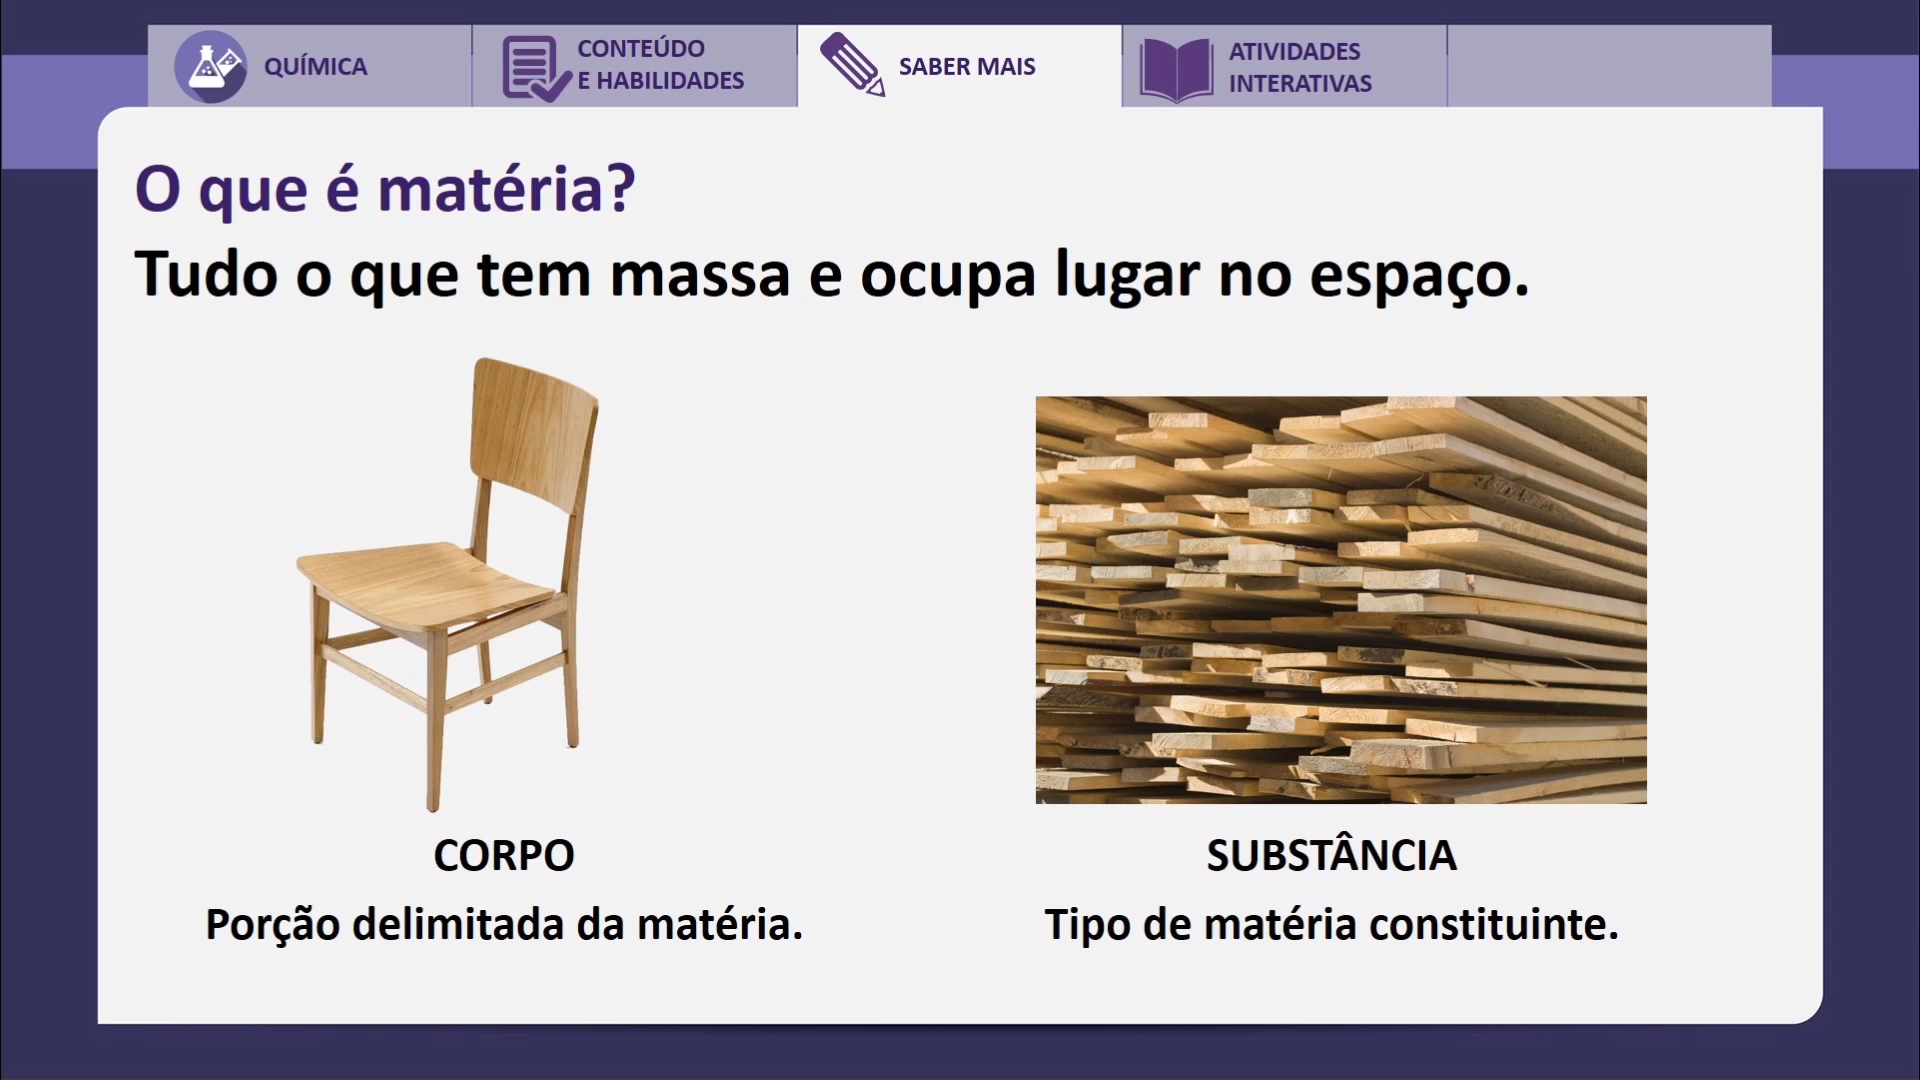 QUÍMICA
CONTEÚDO
E HABILIDADES
SABER MAIS
ATIVIDADES
INTERATIVAS
O que é matéria?
Tudo o que tem massa e ocupa lugar no espaço.
CORPO
Porção delimitada da matéria.
SUBSTÂNCIA
Tipo de matéria constituinte.